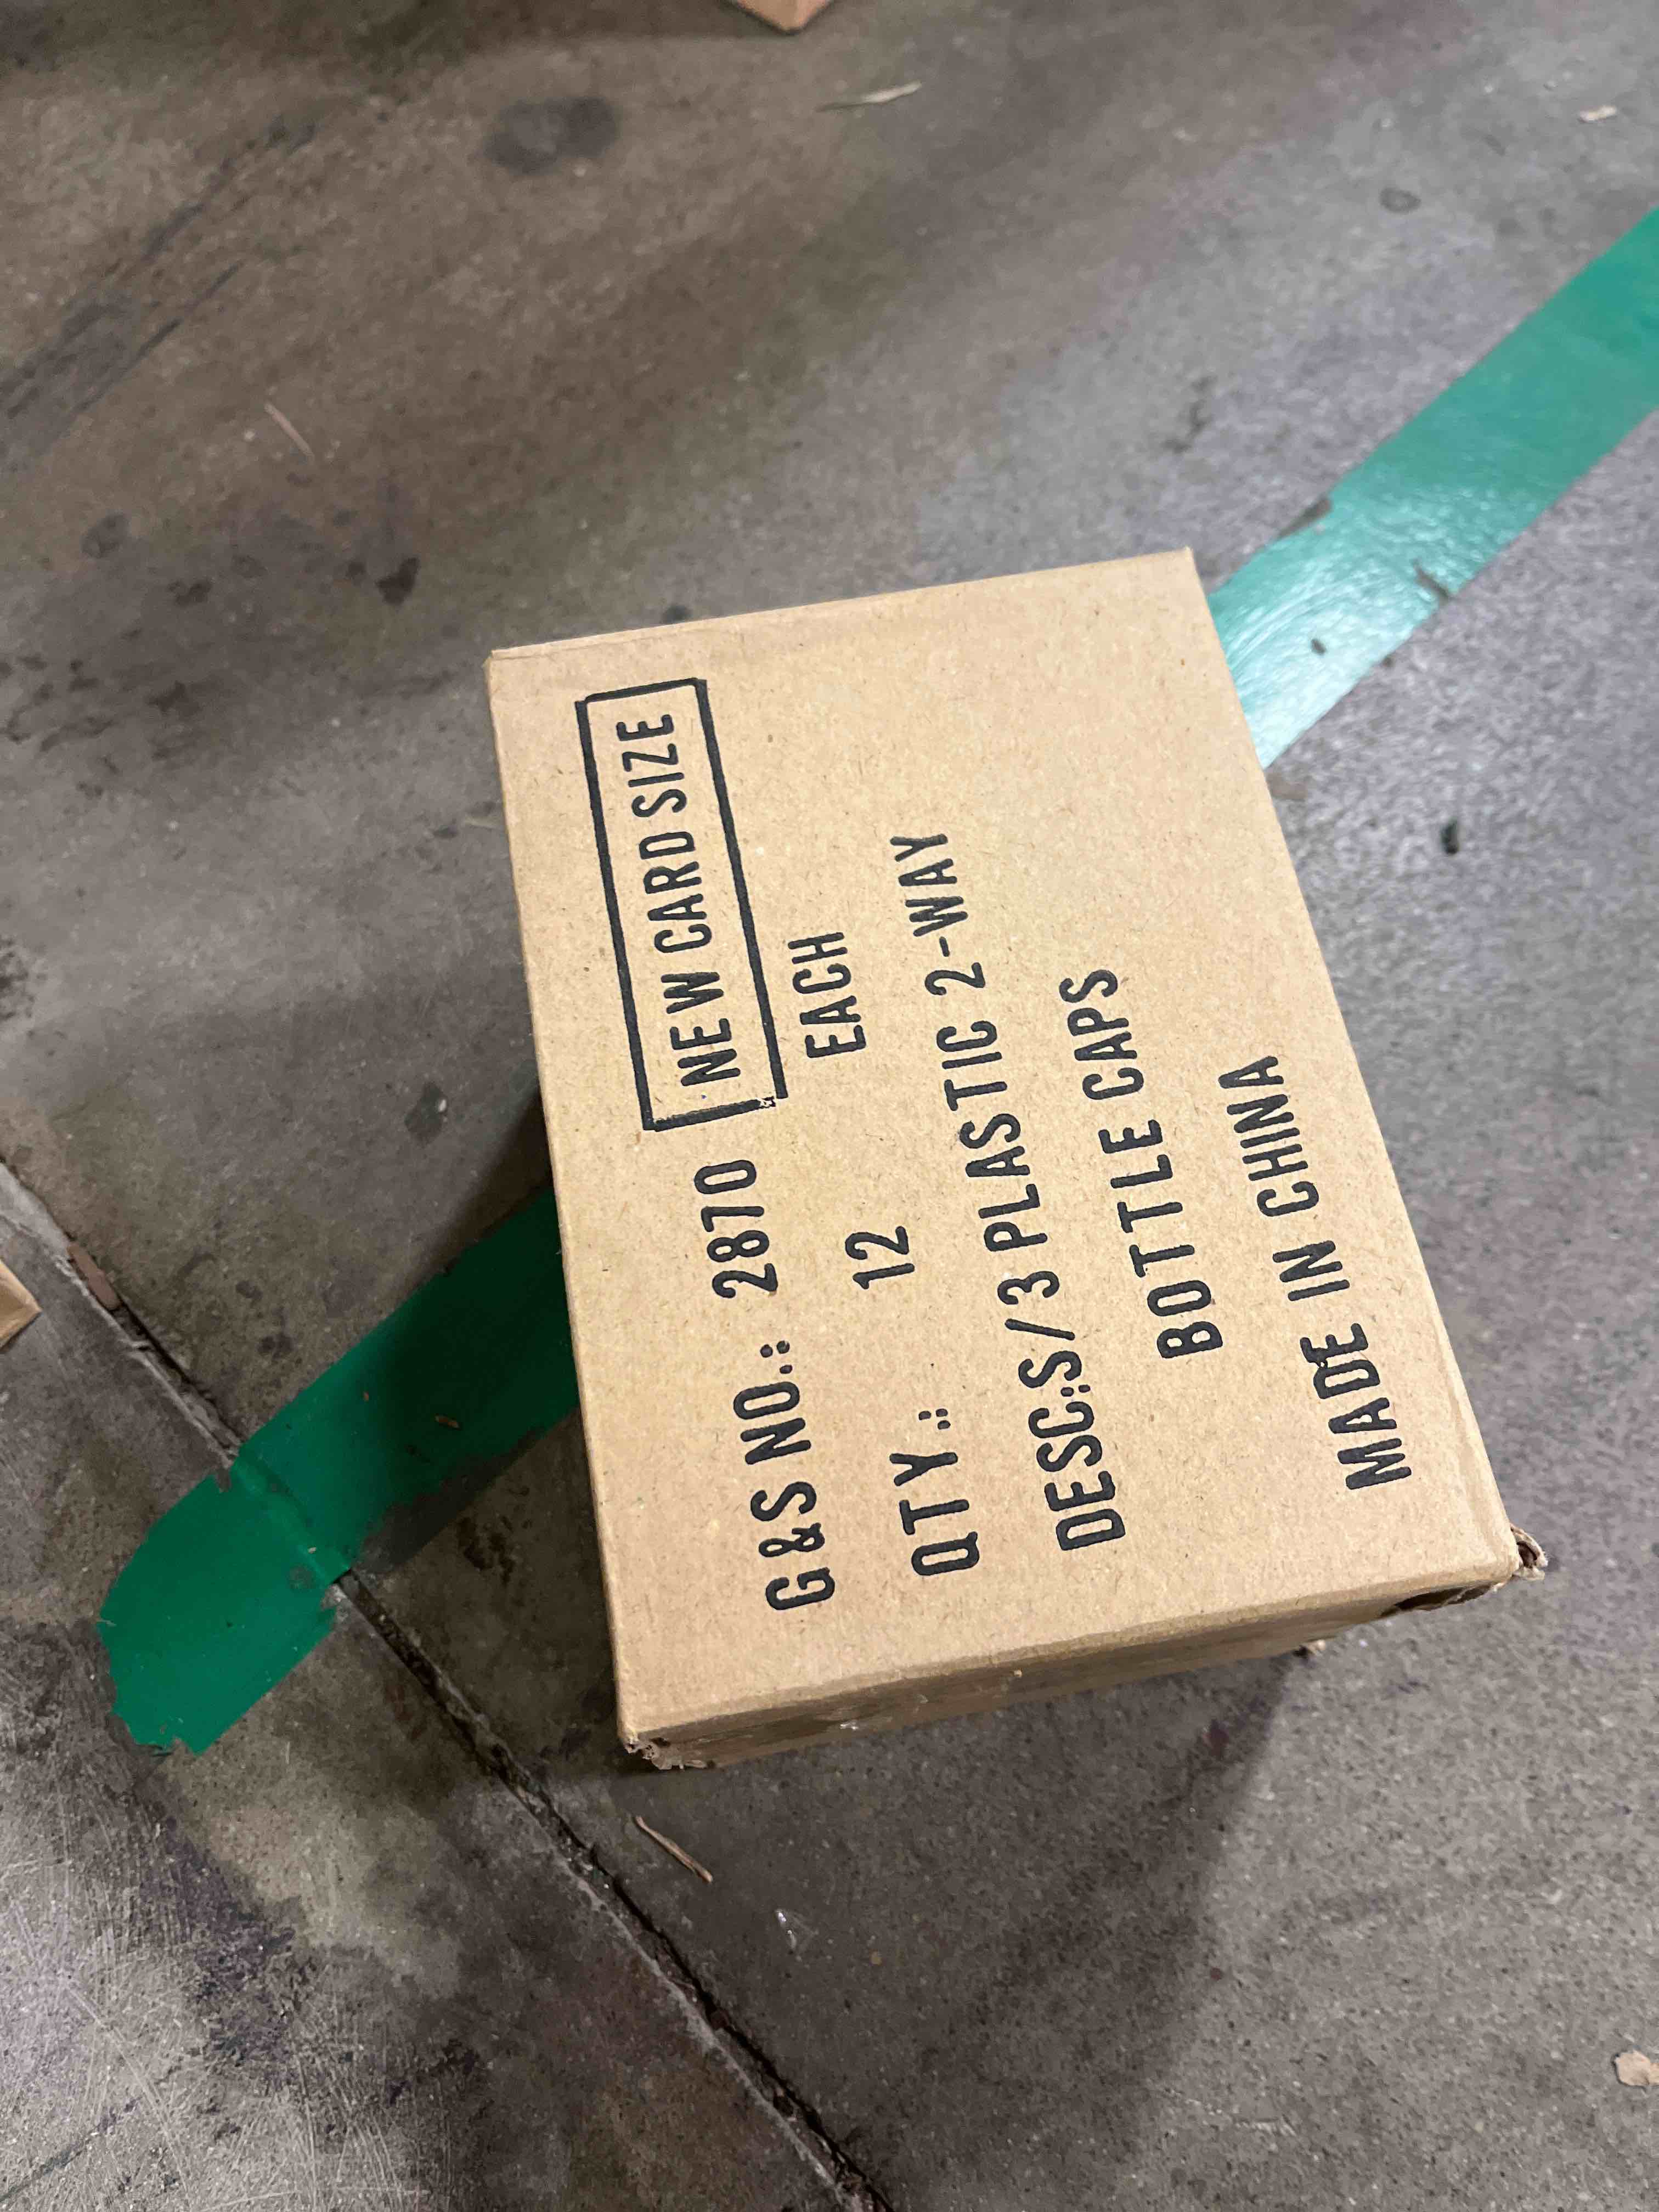 G&S NO.: 2870 NEW CARD SIZE
QTY.: 12 EACH
DESC:S/3 PLASTIC 2-WAY
BOTTLE CAPS
MADE IN CHINA